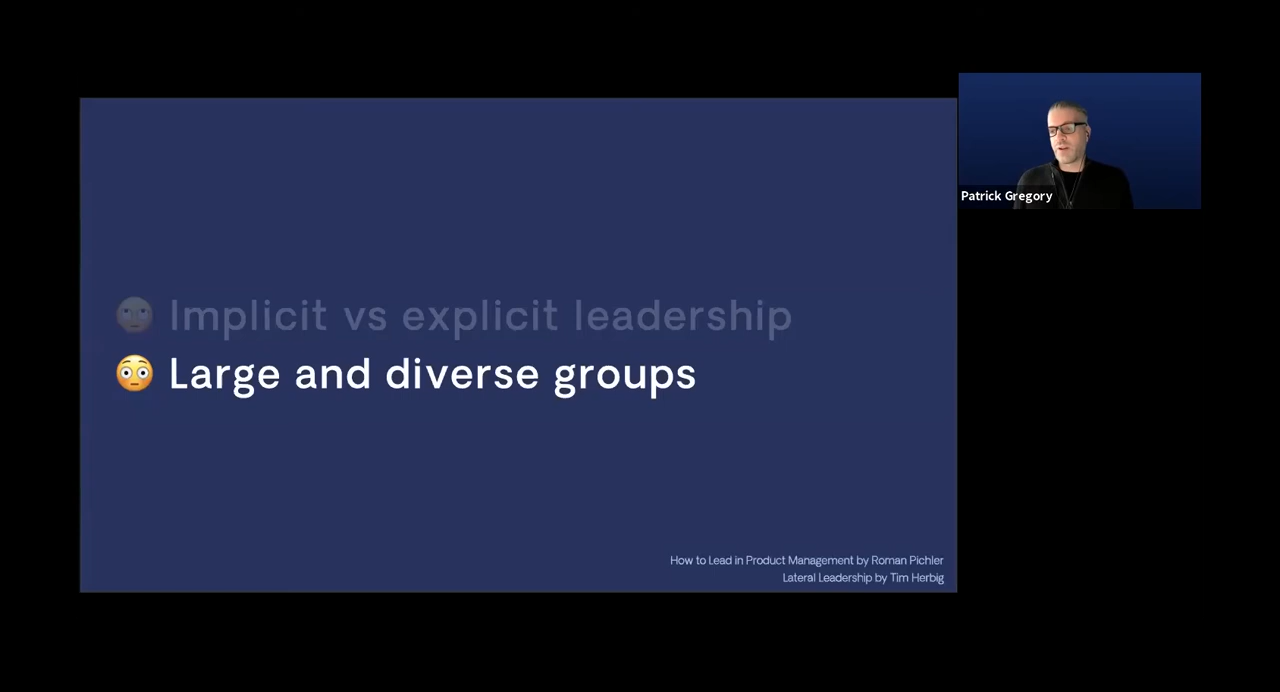 Patrick Gregory
Implicit vs explicit leadership
Large and diverse groups
How to Lead in Product Management by Roman Pichler
Lateral Leadership by Tim Herbig